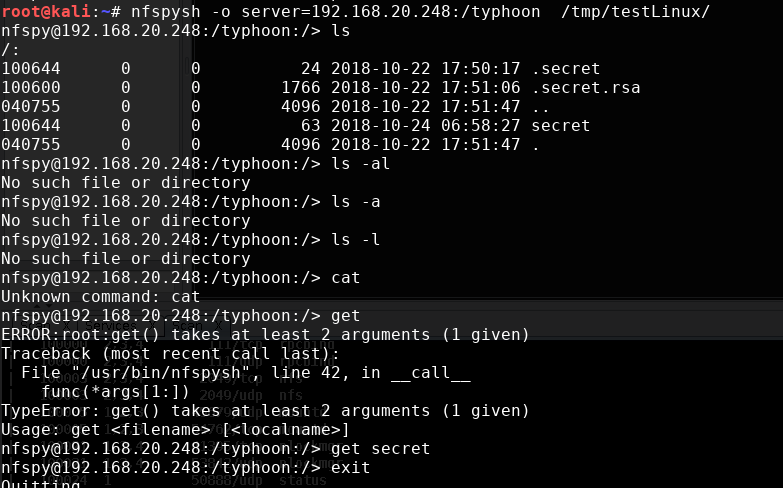 root@kali:~# nfspysh -o server=192.168.20.248:/typhoon  /tmp/testLinux/
nfspy@192.168.20.248:/typhoon:/> ls
/:
100644      0      0          24 2018-10-22 17:50:17 .secret
100600      0      0        1766 2018-10-22 17:51:06 .secret.rsa
040755      0      0        4096 2018-10-22 17:51:47 ..
100644      0      0          63 2018-10-24 06:58:27 secret
040755      0      0        4096 2018-10-22 17:51:47 .
nfspy@192.168.20.248:/typhoon:/> ls -al
No such file or directory
nfspy@192.168.20.248:/typhoon:/> ls -a
No such file or directory
nfspy@192.168.20.248:/typhoon:/> ls -l
No such file or directory
nfspy@192.168.20.248:/typhoon:/> cat
Unknown command: cat
nfspy@192.168.20.248:/typhoon:/> get
ERROR:root:get() takes at least 2 arguments (1 given)
Traceback (most recent call last):
  File "/usr/bin/nfspysh", line 42, in __call__
    func(*args[1:])
TypeError: get() takes at least 2 arguments (1 given)
Usage: get <filename> [<localname>]
nfspy@192.168.20.248:/typhoon:/> get secret
nfspy@192.168.20.248:/typhoon:/> exit
Quitting